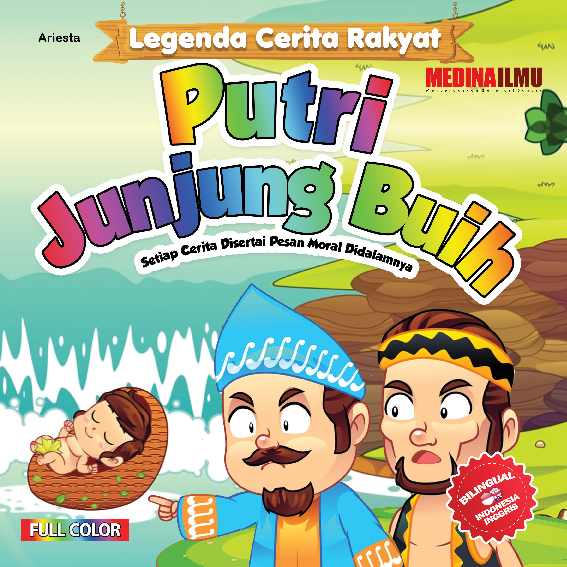 Ariesta
Legenda Cerita Rakyat
MEDINAILMU
Putri
Junjung Buih
Setiap Cerita Disertai Pesan Moral Didalamnya
BILINGUAL
INDONESIA
INGGRIS
FULL COLOR